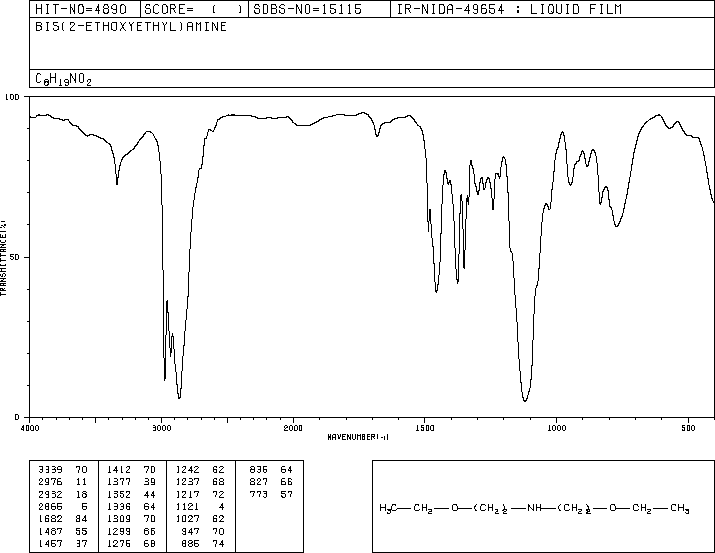 HIT-NO=4890 SCORE= ( ) SDBS-NO=15115 IR-NIDA-49654 : LIQUID FILM
BIS(2-ETHOXYETHYL)AMINE
C8H19NO2
100
50
0
TRANSMITTANCE(%)
4000 3000 2000 1500 1000 500
WAVENUMBER(-1)
3339 70 1412 70 1242 62 836 64
2976 11 1377 39 1237 68 827 66
2932 18 1352 44 1217 72 773 57
2866 5 1336 64 1121 4
1682 84 1309 70 1027 62
1487 55 1299 66 947 70
1457 37 1276 68 886 74
H3C—CH2—O—(CH2)2—NH—(CH2)2—O—CH2—CH3